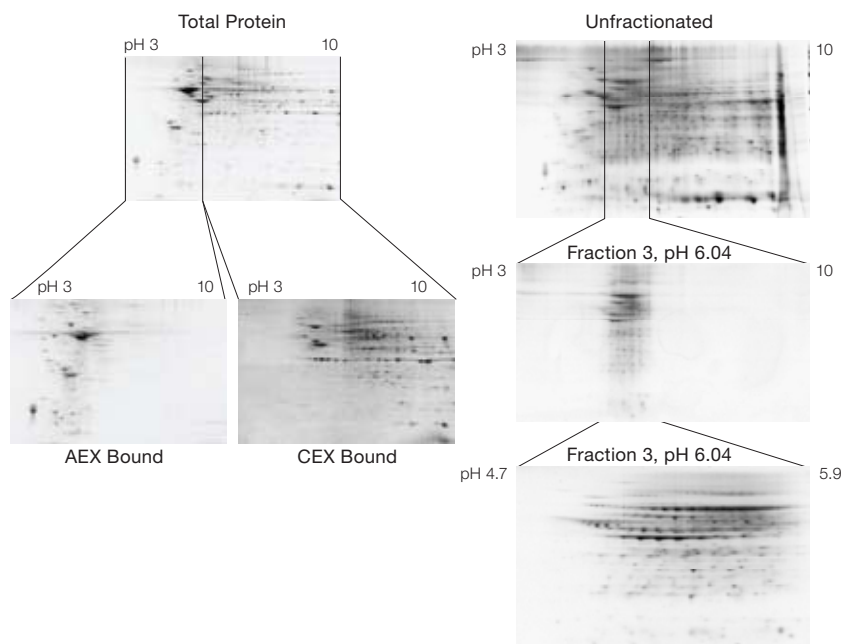 Total Protein
pH 3 10
pH 3 10
AEX Bound
pH 3 10
CEX Bound
Unfractionated
pH 3 10
Fraction 3, pH 6.04
pH 3 10
Fraction 3, pH 6.04
pH 4.7 5.9